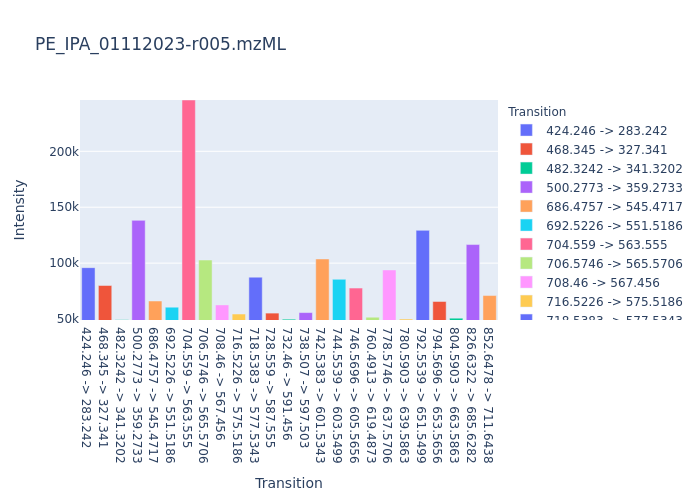 PE_IPA_01112023-r005.mzML
Intensity
200k
150k
100k
50k
424.246 -> 283.242
468.345 -> 327.341
482.3242 -> 341.3202
500.2773 -> 359.2733
686.4757 -> 545.4717
692.5226 -> 551.5186
704.559 -> 563.555
706.5746 -> 565.5706
708.46 -> 567.456
716.5226 -> 575.5186
718.5383 -> 577.5343
728.559 -> 587.555
732.46 -> 591.456
738.507 -> 597.503
742.5383 -> 601.5343
744.5539 -> 603.5499
746.5696 -> 605.5656
760.4913 -> 619.4873
778.5746 -> 637.5706
780.5903 -> 639.5863
792.5539 -> 651.5499
794.5696 -> 653.5656
804.5903 -> 663.5863
826.6322 -> 685.6282
852.6478 -> 711.6438
Transition
Transition
424.246 -> 283.242
468.345 -> 327.341
482.3242 -> 341.3202
500.2773 -> 359.2733
686.4757 -> 545.4717
692.5226 -> 551.5186
704.559 -> 563.555
706.5746 -> 565.5706
708.46 -> 567.456
716.5226 -> 575.5186
718.5383 -> 577.5343